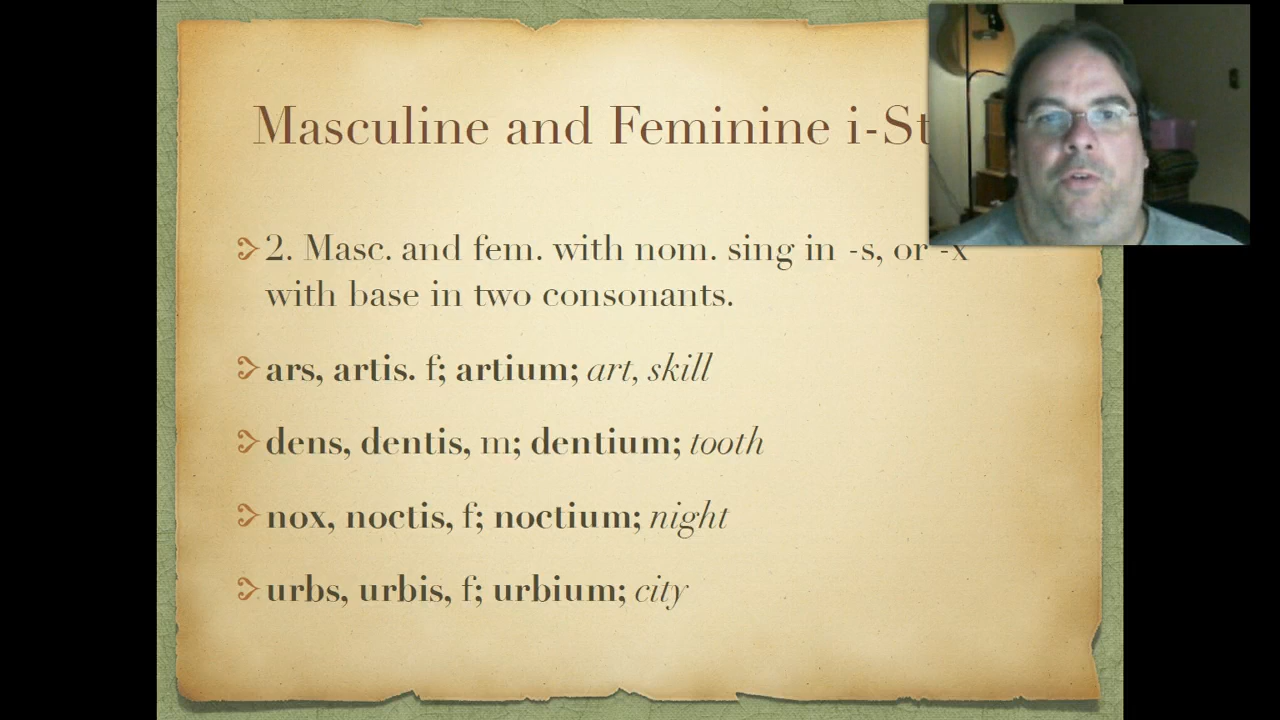 Masculine and Feminine i-St
2. Masc. and fem. with nom. sing in -s, or -x
with base in two consonants.
ars, artis. f; artium; art, skill
dens, dentis, m; dentium; tooth
nox, noctis, f; noctium; night
urbs, urbis, f; urbium; city